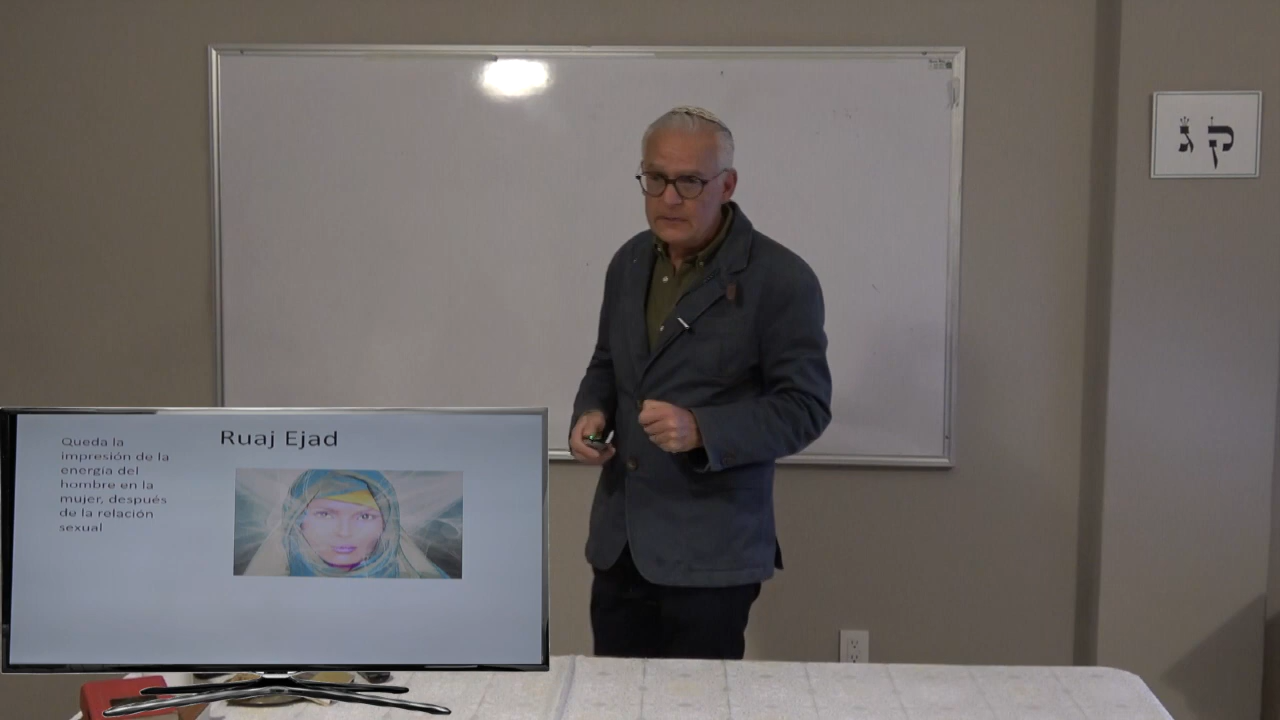 Ruaj Ejad
Queda la
impresión de la
energía del
hombre en la
mujer, después
de la relación
sexual
ק ג